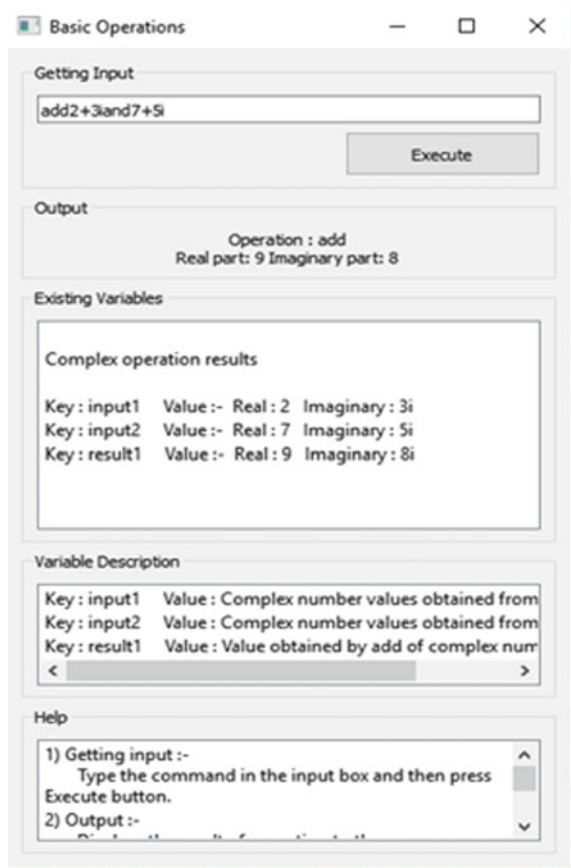 Basic Operations
Getting Input
add2+3iand7+5i
Execute
Output
Operation : add
Real part: 9 Imaginary part: 8
Existing Variables
Complex operation results
Key : input1 Value :- Real : 2 Imaginary : 3i
Key : input2 Value :- Real : 7 Imaginary : 5i
Key : result1 Value :- Real : 9 Imaginary : 8i
Variable Description
Key : input1 Value : Complex number values obtained from
Key : input2 Value : Complex number values obtained from
Key : result1 Value : Value obtained by add of complex num
Help
1) Getting input :-
Type the command in the input box and then press
Execute button.
2) Output :-